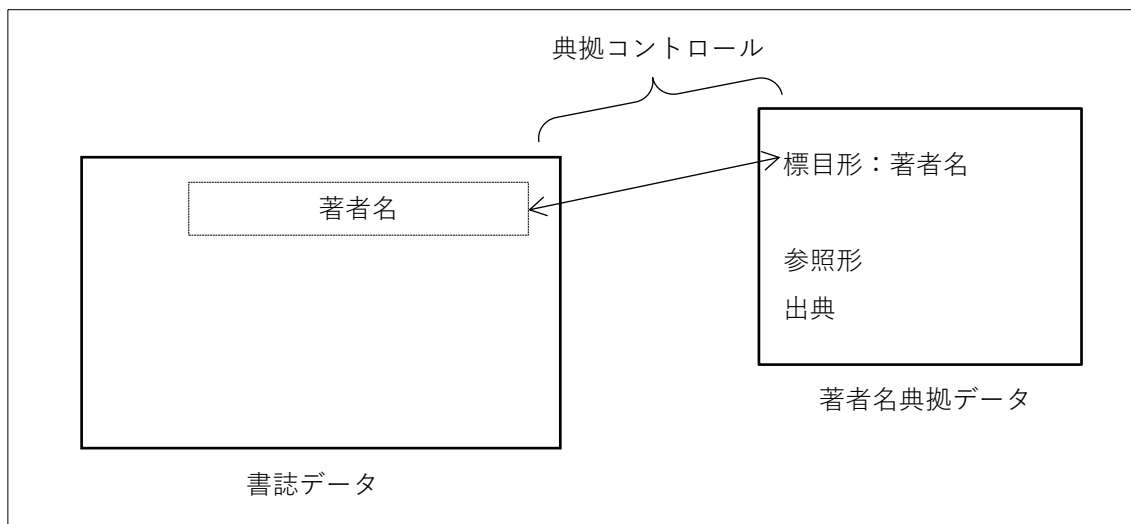 典拠コントロール
標目形：著者名
著者名
参照形
出典
著者名典拠データ
書誌データ